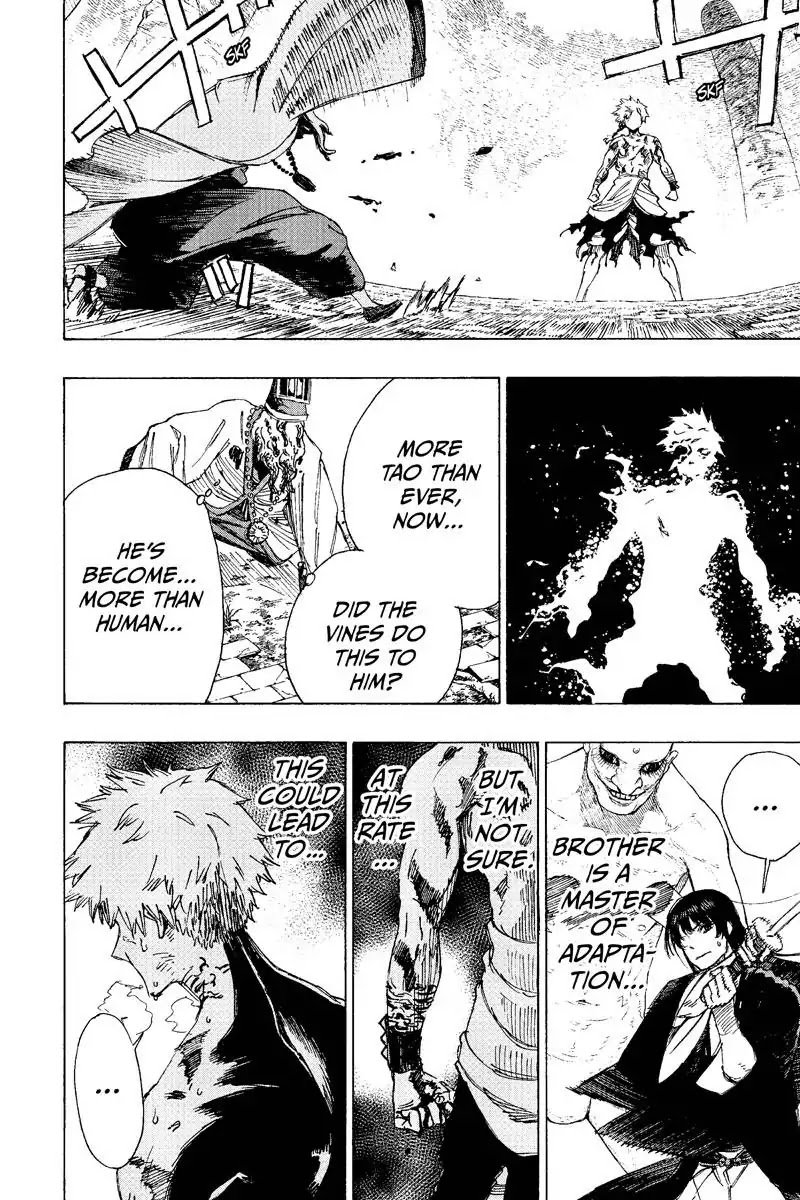 SKF
SKF
MORE
TAO THAN
EVER,
NOW...
DID THE
VINES DO
THIS TO
HIM?
HE'S
BECOME...
MORE THAN
HUMAN...
...
BROTHER
IS A
MASTER
OF
ADAPTA-
TION...
BUT
I'M
NOT
SURE.
AT
THIS
RATE
...
THIS
COULD
LEAD
TO...
...